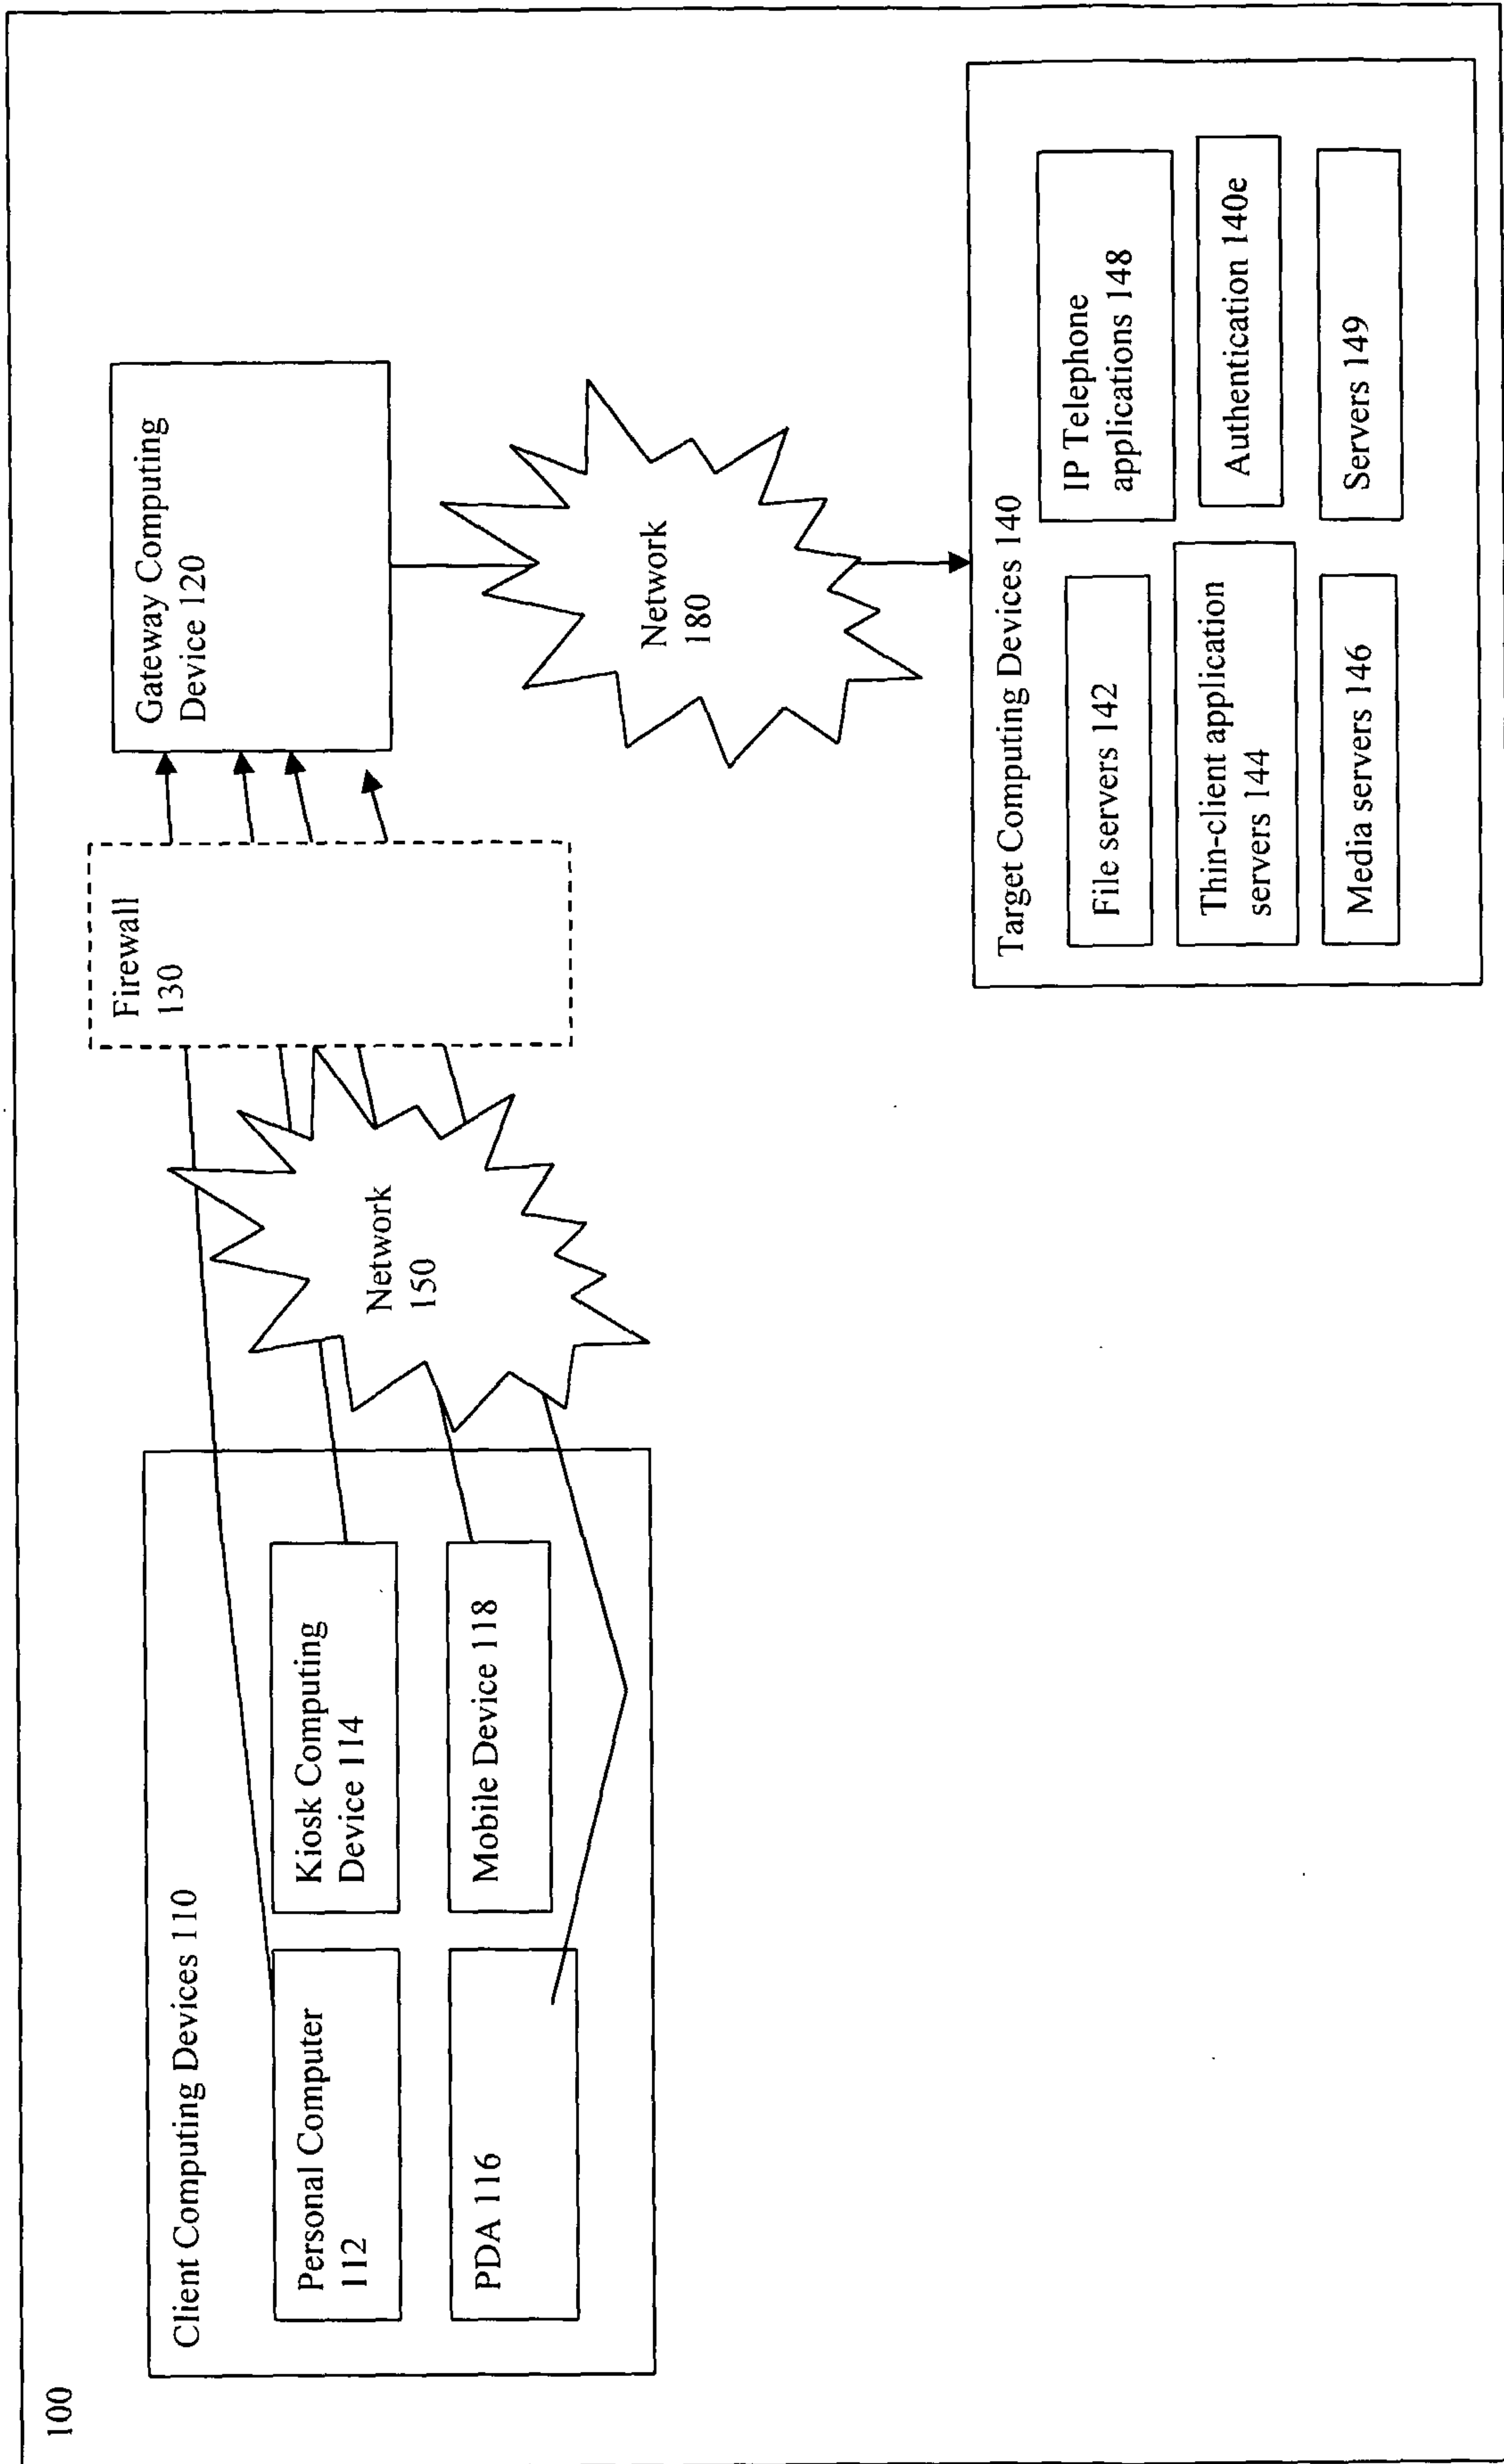 100
Client Computing Devices 110
Personal Computer
112
Kiosk Computing
Device 114
PDA 116
Mobile Device 118
Network
150
Firewall
130
Gateway Computing
Device 120
Network
180
Target Computing Devices 140
File servers 142
IP Telephone
applications 148
Thin-client application
servers 144
Authentication 140e
Media servers 146
Servers 149